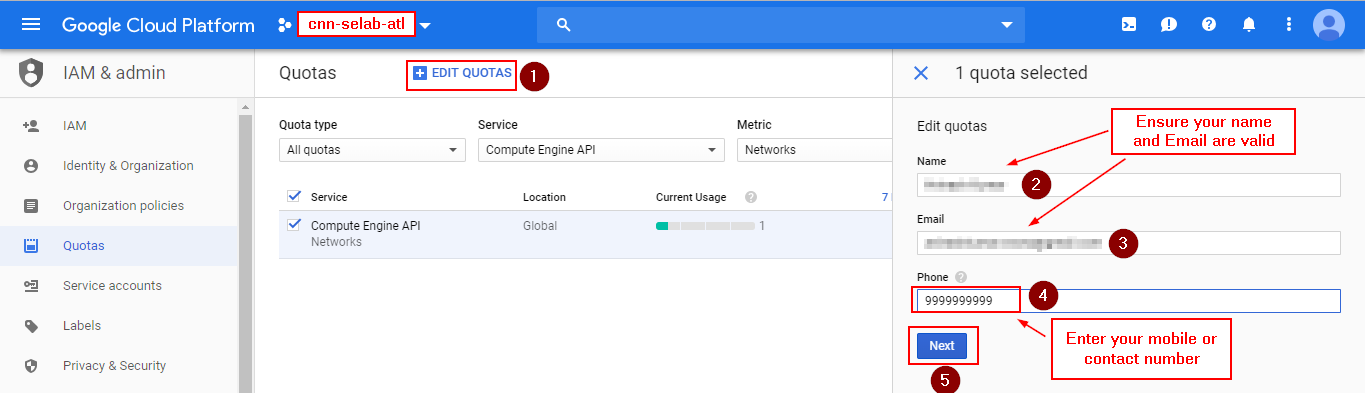 Google Cloud Platform
cnn-selab-atl
IAM & admin
Quotas
EDIT QUOTAS
1
1 quota selected
IAM
Identity & Organization
Organization policies
Quotas
Service accounts
Labels
Privacy & Security
Quota type
Service
Metric
All quotas
Compute Engine API
Networks
Service
Location
Current Usage
?
7
Compute Engine API
Global
1
Networks
Edit quotas
Ensure your name
and Email are valid
Name
2
Email
3
Phone ?
9999999999
4
Next
5
Enter your mobile or
contact number